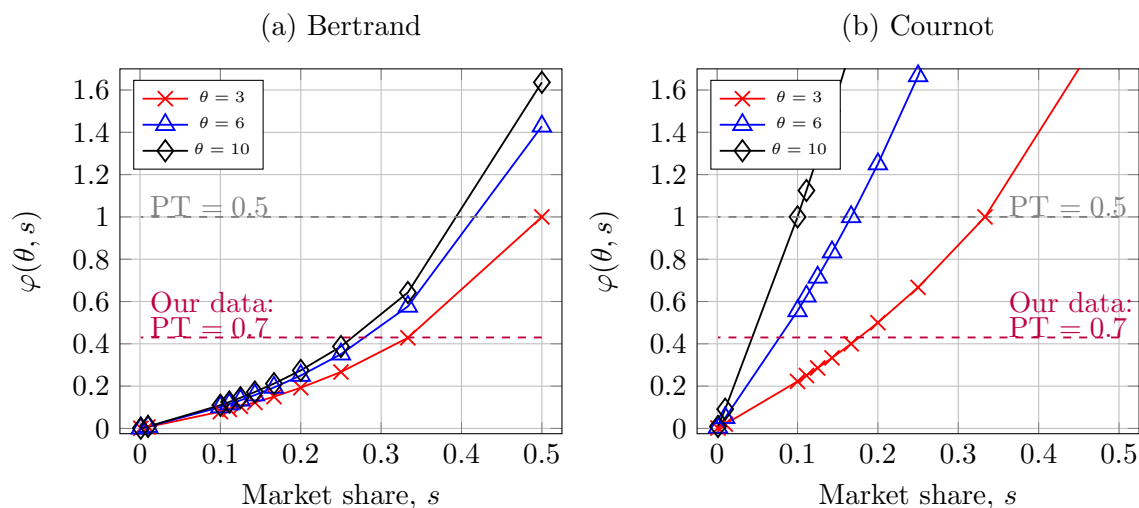 (a) Bertrand
φ(θ, s)
1.6
1.4
1.2
1
0.8
0.6
0.4
0.2
0
θ = 3
θ = 6
θ = 10
PT = 0.5
Our data:
PT = 0.7
0
0.1
0.2
0.3
0.4
0.5
Market share, s
(b) Cournot
φ(θ, s)
1.6
1.4
1.2
1
0.8
0.6
0.4
0.2
0
θ = 3
θ = 6
θ = 10
PT = 0.5
Our data:
PT = 0.7
0
0.1
0.2
0.3
0.4
0.5
Market share, s